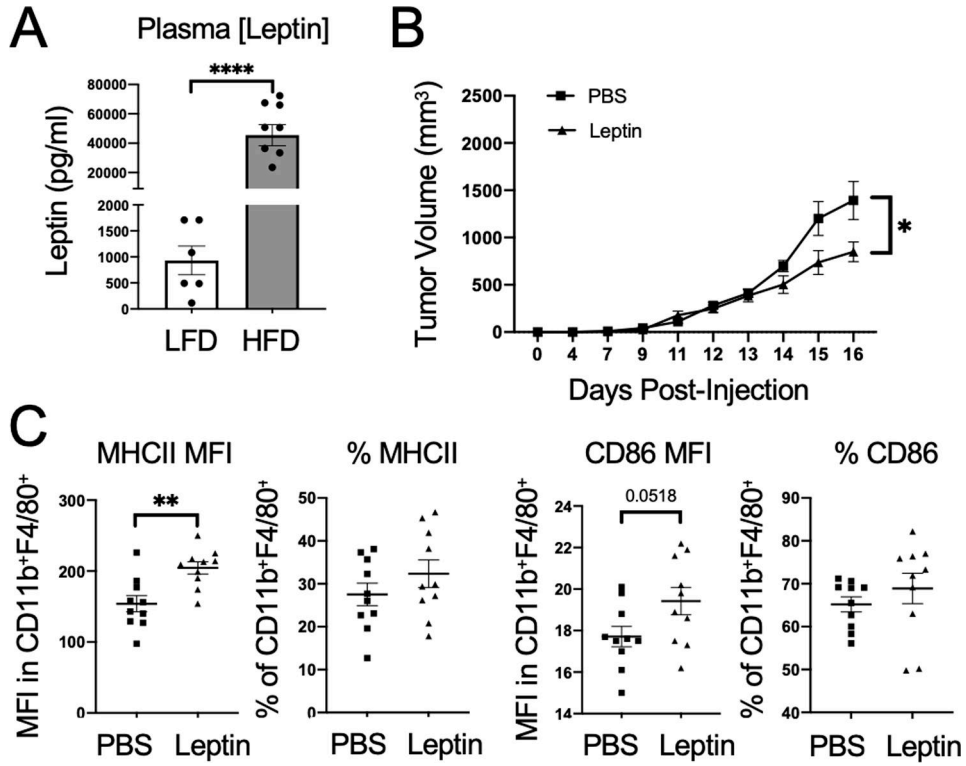 A
Plasma [Leptin]
****
Leptin (pg/ml)
80000
60000
40000
20000
2000
1500
1000
500
0
LFD HFD
B
Tumor Volume (mm³)
2500
1500
1000
500
0
PBS
Leptin
*
0 4 7 9 11 12 13 14 15 16
Days Post-Injection
C
MHCII MFI
MFI in CD11b⁺F4/80⁺
300
200
100
0
**
PBS Leptin
% MHCII
% of CD11b⁺F4/80⁺
50
40
30
20
10
0
PBS Leptin
CD86 MFI
MFI in CD11b⁺F4/80⁺
24
22
20
18
16
14
0.0518
PBS Leptin
% CD86
% of CD11b⁺F4/80⁺
90
80
70
60
50
40
PBS Leptin